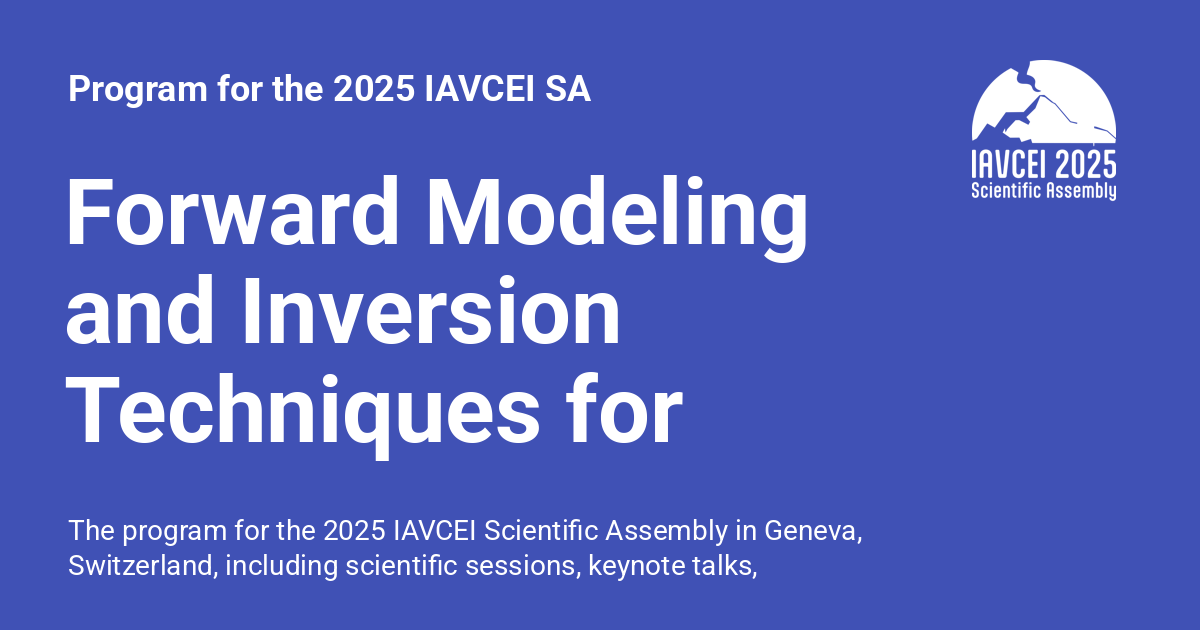 Program for the 2025 IAVCEI SA
IAVCEI 2025
Scientific Assembly
Forward Modeling
and Inversion
Techniques for
The program for the 2025 IAVCEI Scientific Assembly in Geneva,
Switzerland, including scientific sessions, keynote talks,